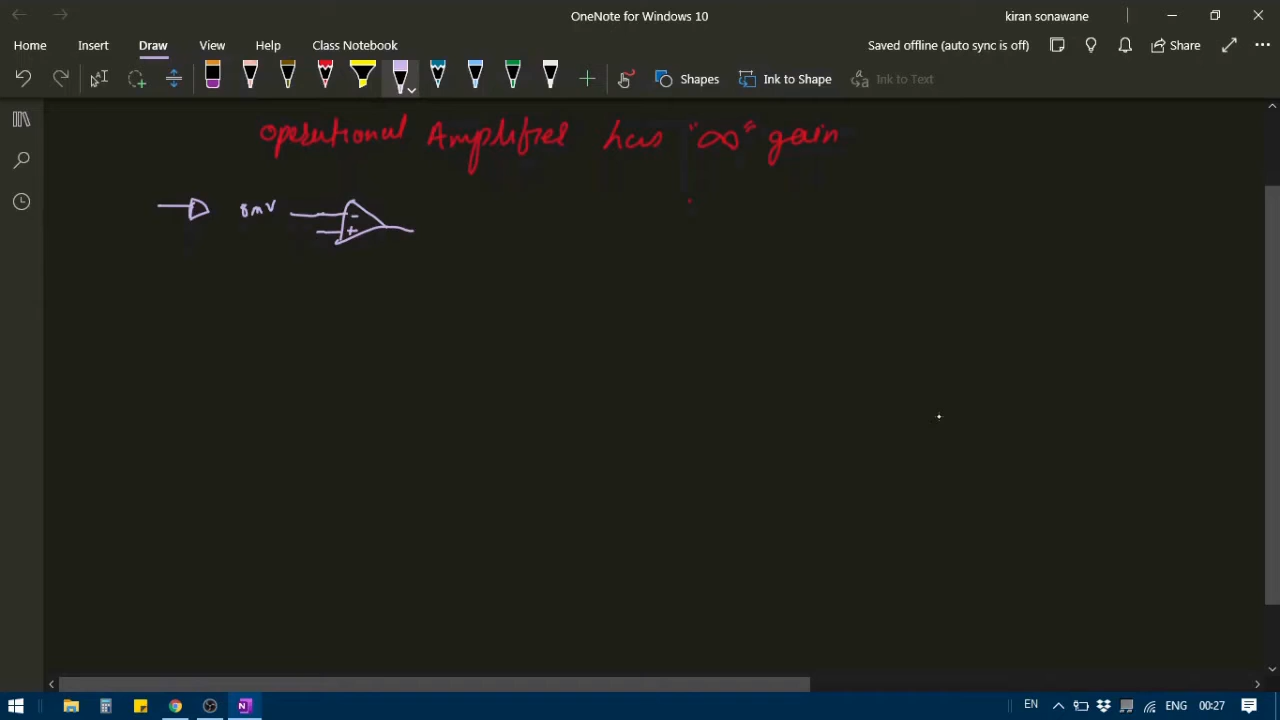 OneNote for Windows 10
kiran sonawane
Home Insert Draw View Help Class Notebook
Saved offline (auto sync is off) Share
Shapes Ink to Shape Ink to Text
operational Amplifier has "∞" gain
8mV
-
+
EN ENG 00:27